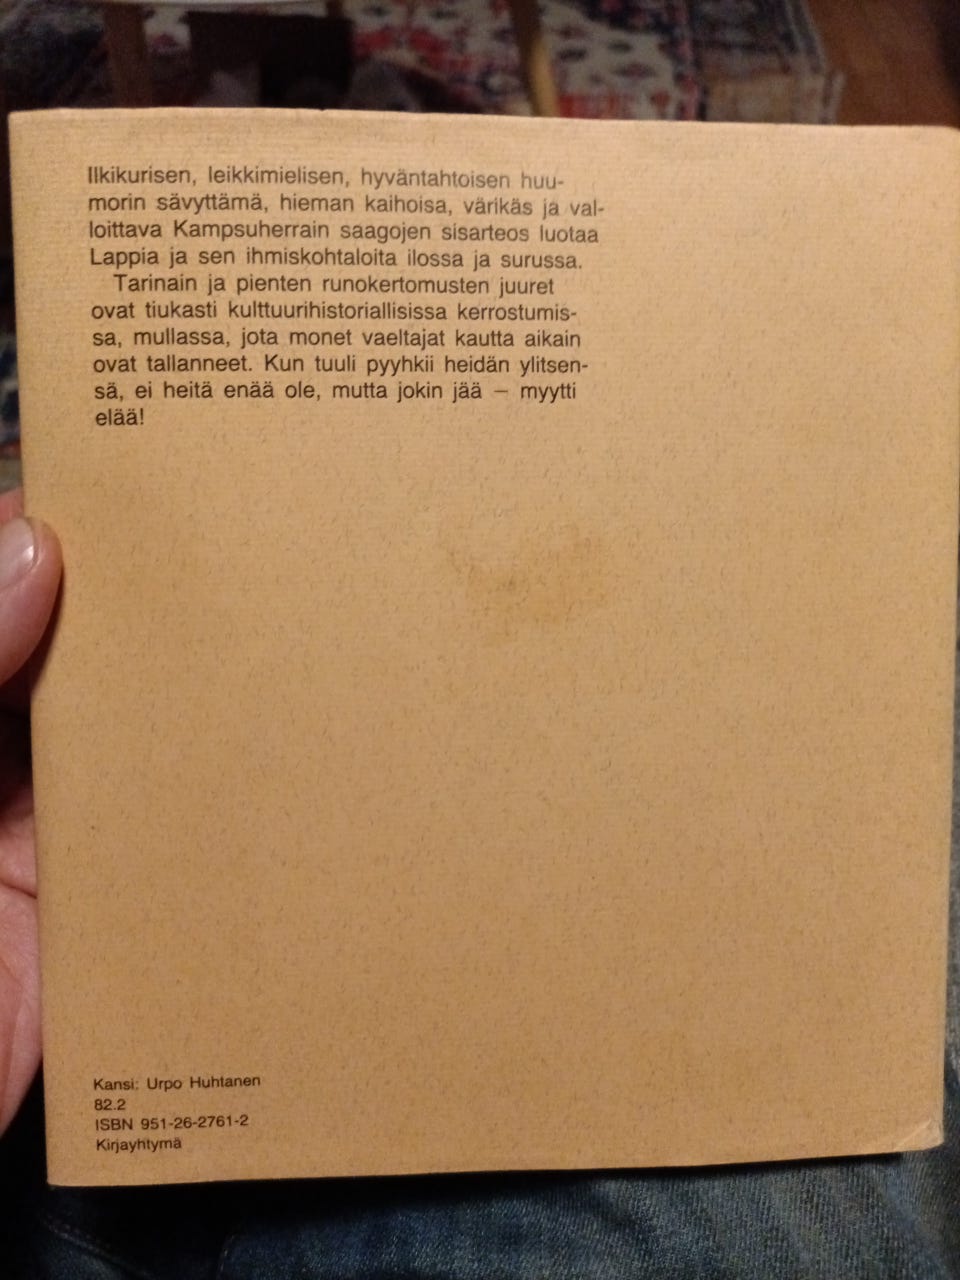 Ilkikurisen, leikkimielisen, hyväntahtoisen huu-
morin sävyttämä, hieman kaihoisa, värikäs ja val-
loittava Kampsuherrain saagojen sisarteos luotaa
Lappia ja sen ihmiskohtaloita ilossa ja surussa.
Tarinain ja pienten runokertomusten juuret
ovat tiukasti kulttuurihistoriallisissa kerrostumis-
sa, mullassa, jota monet vaeltajat kautta aikain
ovat tallanneet. Kun tuuli pyyhkii heidän ylitsen-
sä, ei heitä enää ole, mutta jokin jää – myytti
elää!
Kansi: Urpo Huhtanen
82.2
ISBN 951-26-2761-2
Kirjayhtymä